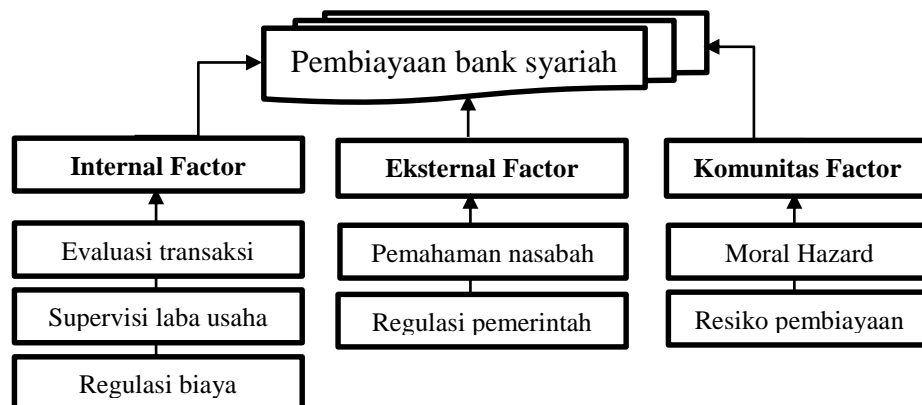 Pembiayaan bank syariah
Internal Factor
Eksternal Factor
Komunitas Factor
Evaluasi transaksi
Pemahaman nasabah
Moral Hazard
Supervisi laba usaha
Regulasi pemerintah
Resiko pembiayaan
Regulasi biaya